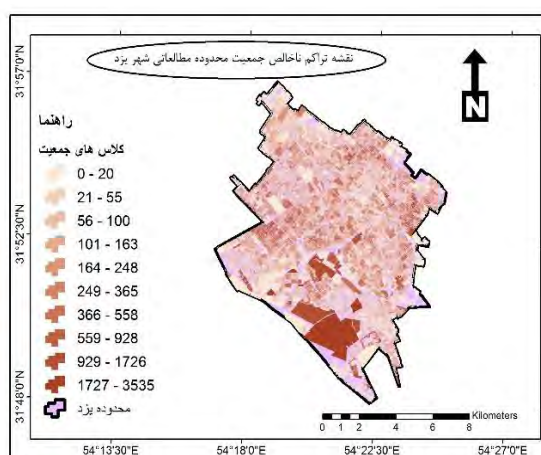 نقشه تراکم ناخالص جمعیت محدوده مطالعاتی شهر یزد
31°57'0"N
31°52'30"N
31°48'0"N
N
راهنما
کلاس های جمعیت
0 - 20
21 - 55
56 - 100
101 - 163
164 - 248
249 - 365
366 - 558
559 - 928
929 - 1726
1727 - 3535
محدوده یزد
0 1 2 4 6 8 Kilometers
54°13'30"E 54°18'0"E 54°22'30"E 54°27'0"E